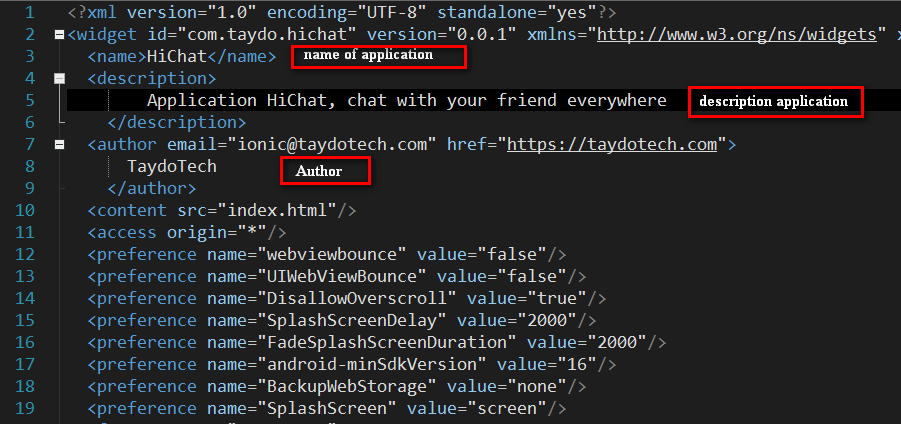 1 <?xml version="1.0" encoding="UTF-8" standalone="yes"?>
2 <widget id="com.taydo.hichat" version="0.0.1" xmlns="http://www.w3.org/ns/widgets"
3 <name>HiChat</name> name of application
4 <description>
5 Application HiChat, chat with your friend everywhere description application
6 </description>
7 <author email="ionic@taydotech.com" href="https://taydotech.com">
8 TaydoTech Author
9 </author>
10 <content src="index.html"/>
11 <access origin="*"/>
12 <preference name="webviewbounce" value="false"/>
13 <preference name="UIWebViewBounce" value="false"/>
14 <preference name="DisallowOverscroll" value="true"/>
15 <preference name="SplashScreenDelay" value="2000"/>
16 <preference name="FadeSplashScreenDuration" value="2000"/>
17 <preference name="android-minSdkVersion" value="16"/>
18 <preference name="BackupWebStorage" value="none"/>
19 <preference name="SplashScreen" value="screen"/>